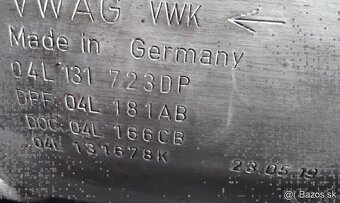 VWAG VWK ←
Made in Germany
04L 131 723DP
DPF:04L 181AB
DOC:04L 166CB
04L 131678K
23.05.19
© Bazos.sk